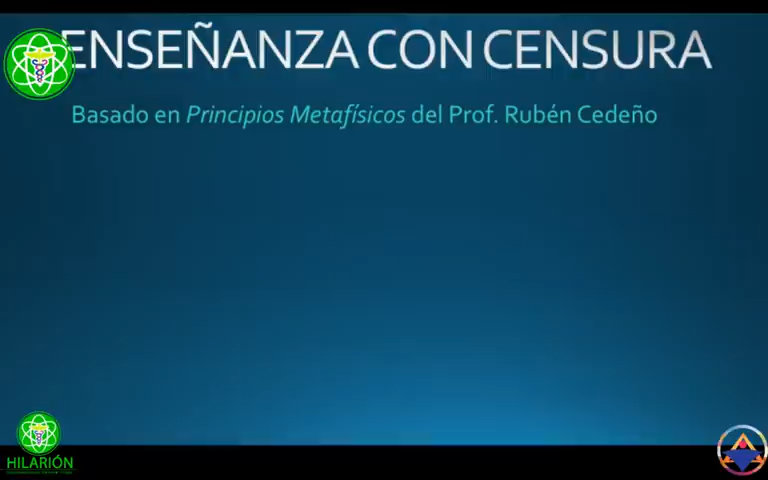 ENSEÑANZA CON CENSURA
Basado en Principios Metafísicos del Prof. Rubén Cedeño
HILARIÓN